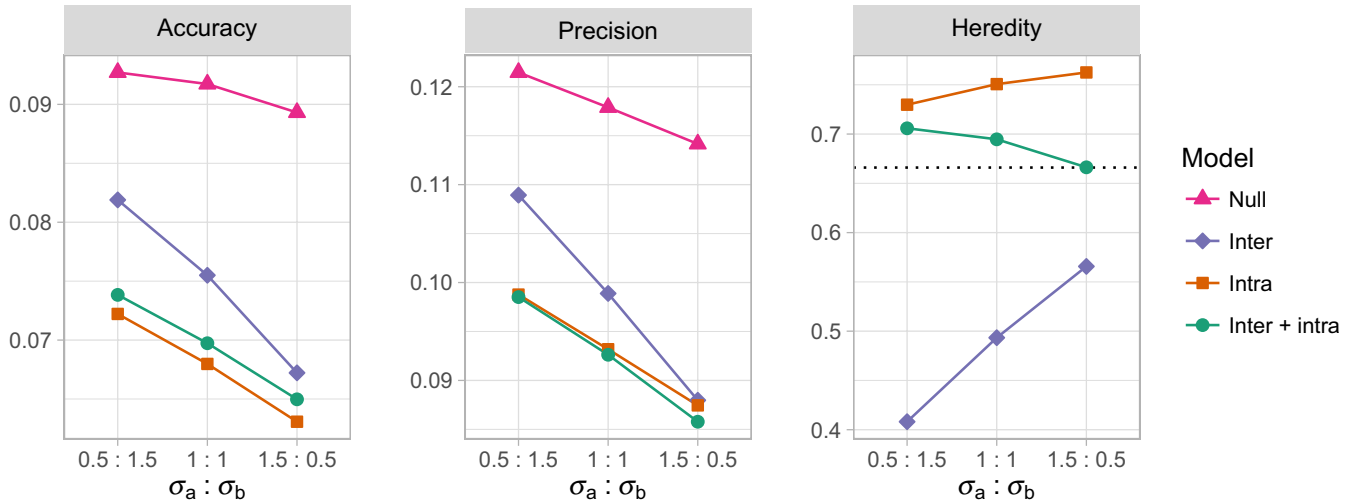 Accuracy
Precision
Heredity
0.09
0.08
0.07
0.12
0.11
0.10
0.09
0.7
0.6
0.5
0.4
0.5 : 1.5
1 : 1
1.5 : 0.5
0.5 : 1.5
1 : 1
1.5 : 0.5
0.5 : 1.5
1 : 1
1.5 : 0.5
σa : σb
σa : σb
σa : σb
Model
Null
Inter
Intra
Inter + intra